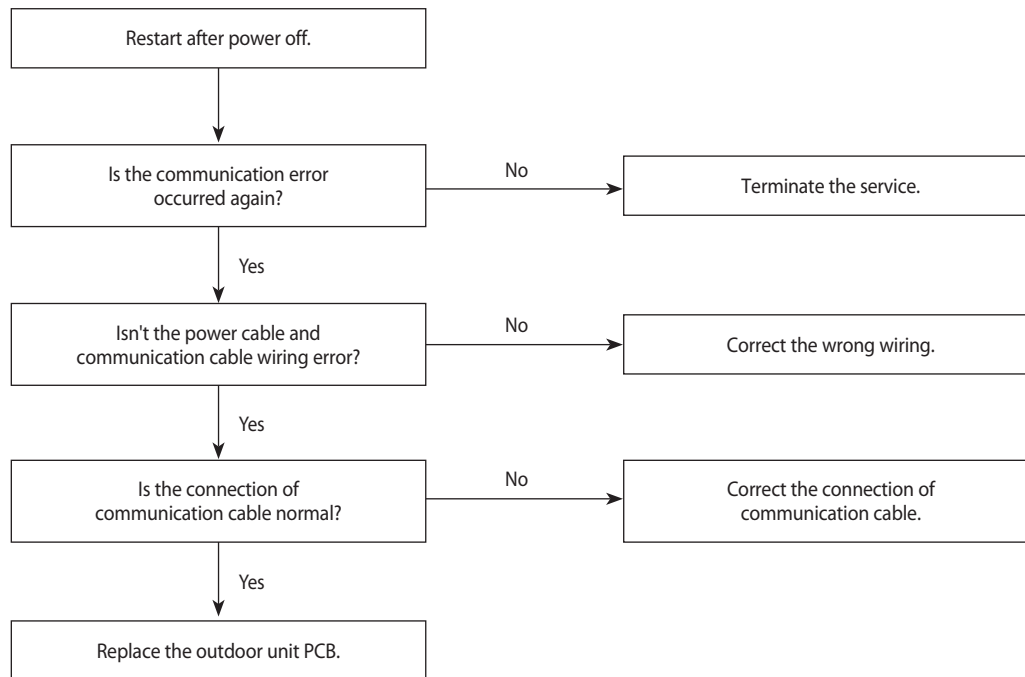 Restart after power off.
Is the communication error
occurred again?
No
Terminate the service.
Yes
Isn't the power cable and
communication cable wiring error?
No
Correct the wrong wiring.
Yes
Is the connection of
communication cable normal?
No
Correct the connection of
communication cable.
Yes
Replace the outdoor unit PCB.